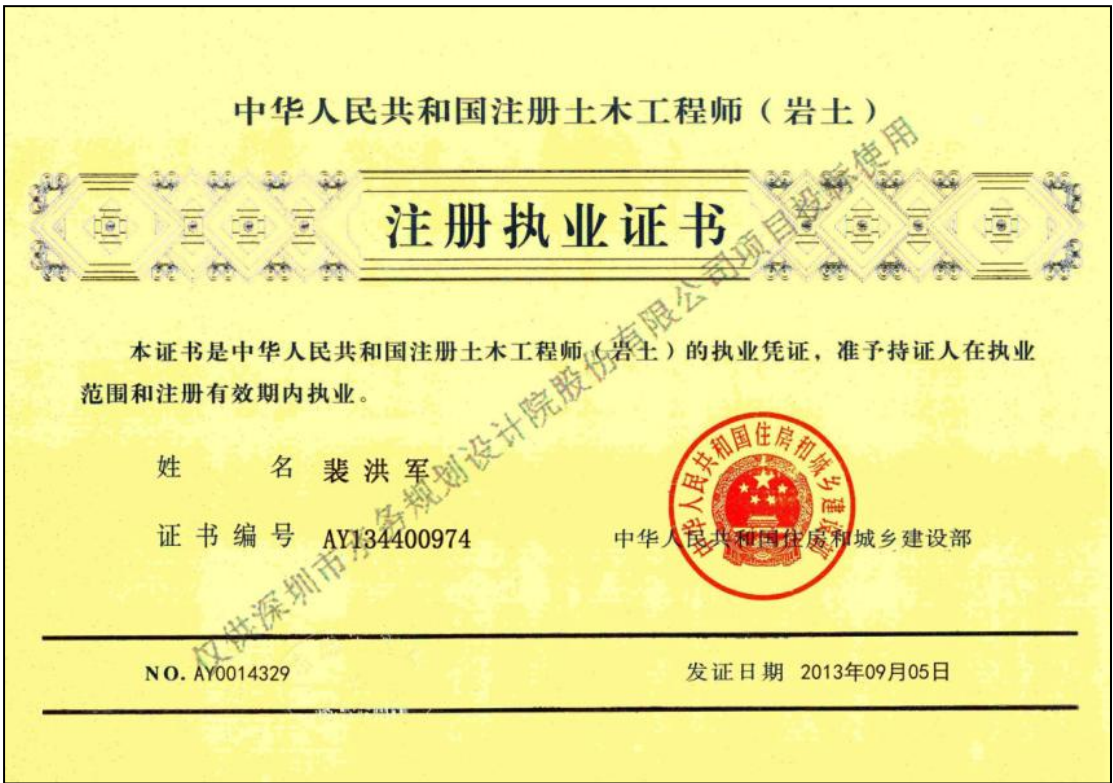 中华人民共和国注册土木工程师（岩土）
注册执业证书
本证书是中华人民共和国注册土木工程师（岩土）的执业凭证，准予持证人在执业
范围和注册有效期内执业。
姓 名 裴洪军
证书编号 AY134400974
中华人民共和国住房和城乡建设部
中华人民共和国住房和城乡建设部
NO. AY0014329
发证日期 2013年09月05日
仅供深圳市水务规划设计院股份有限公司项目投标使用